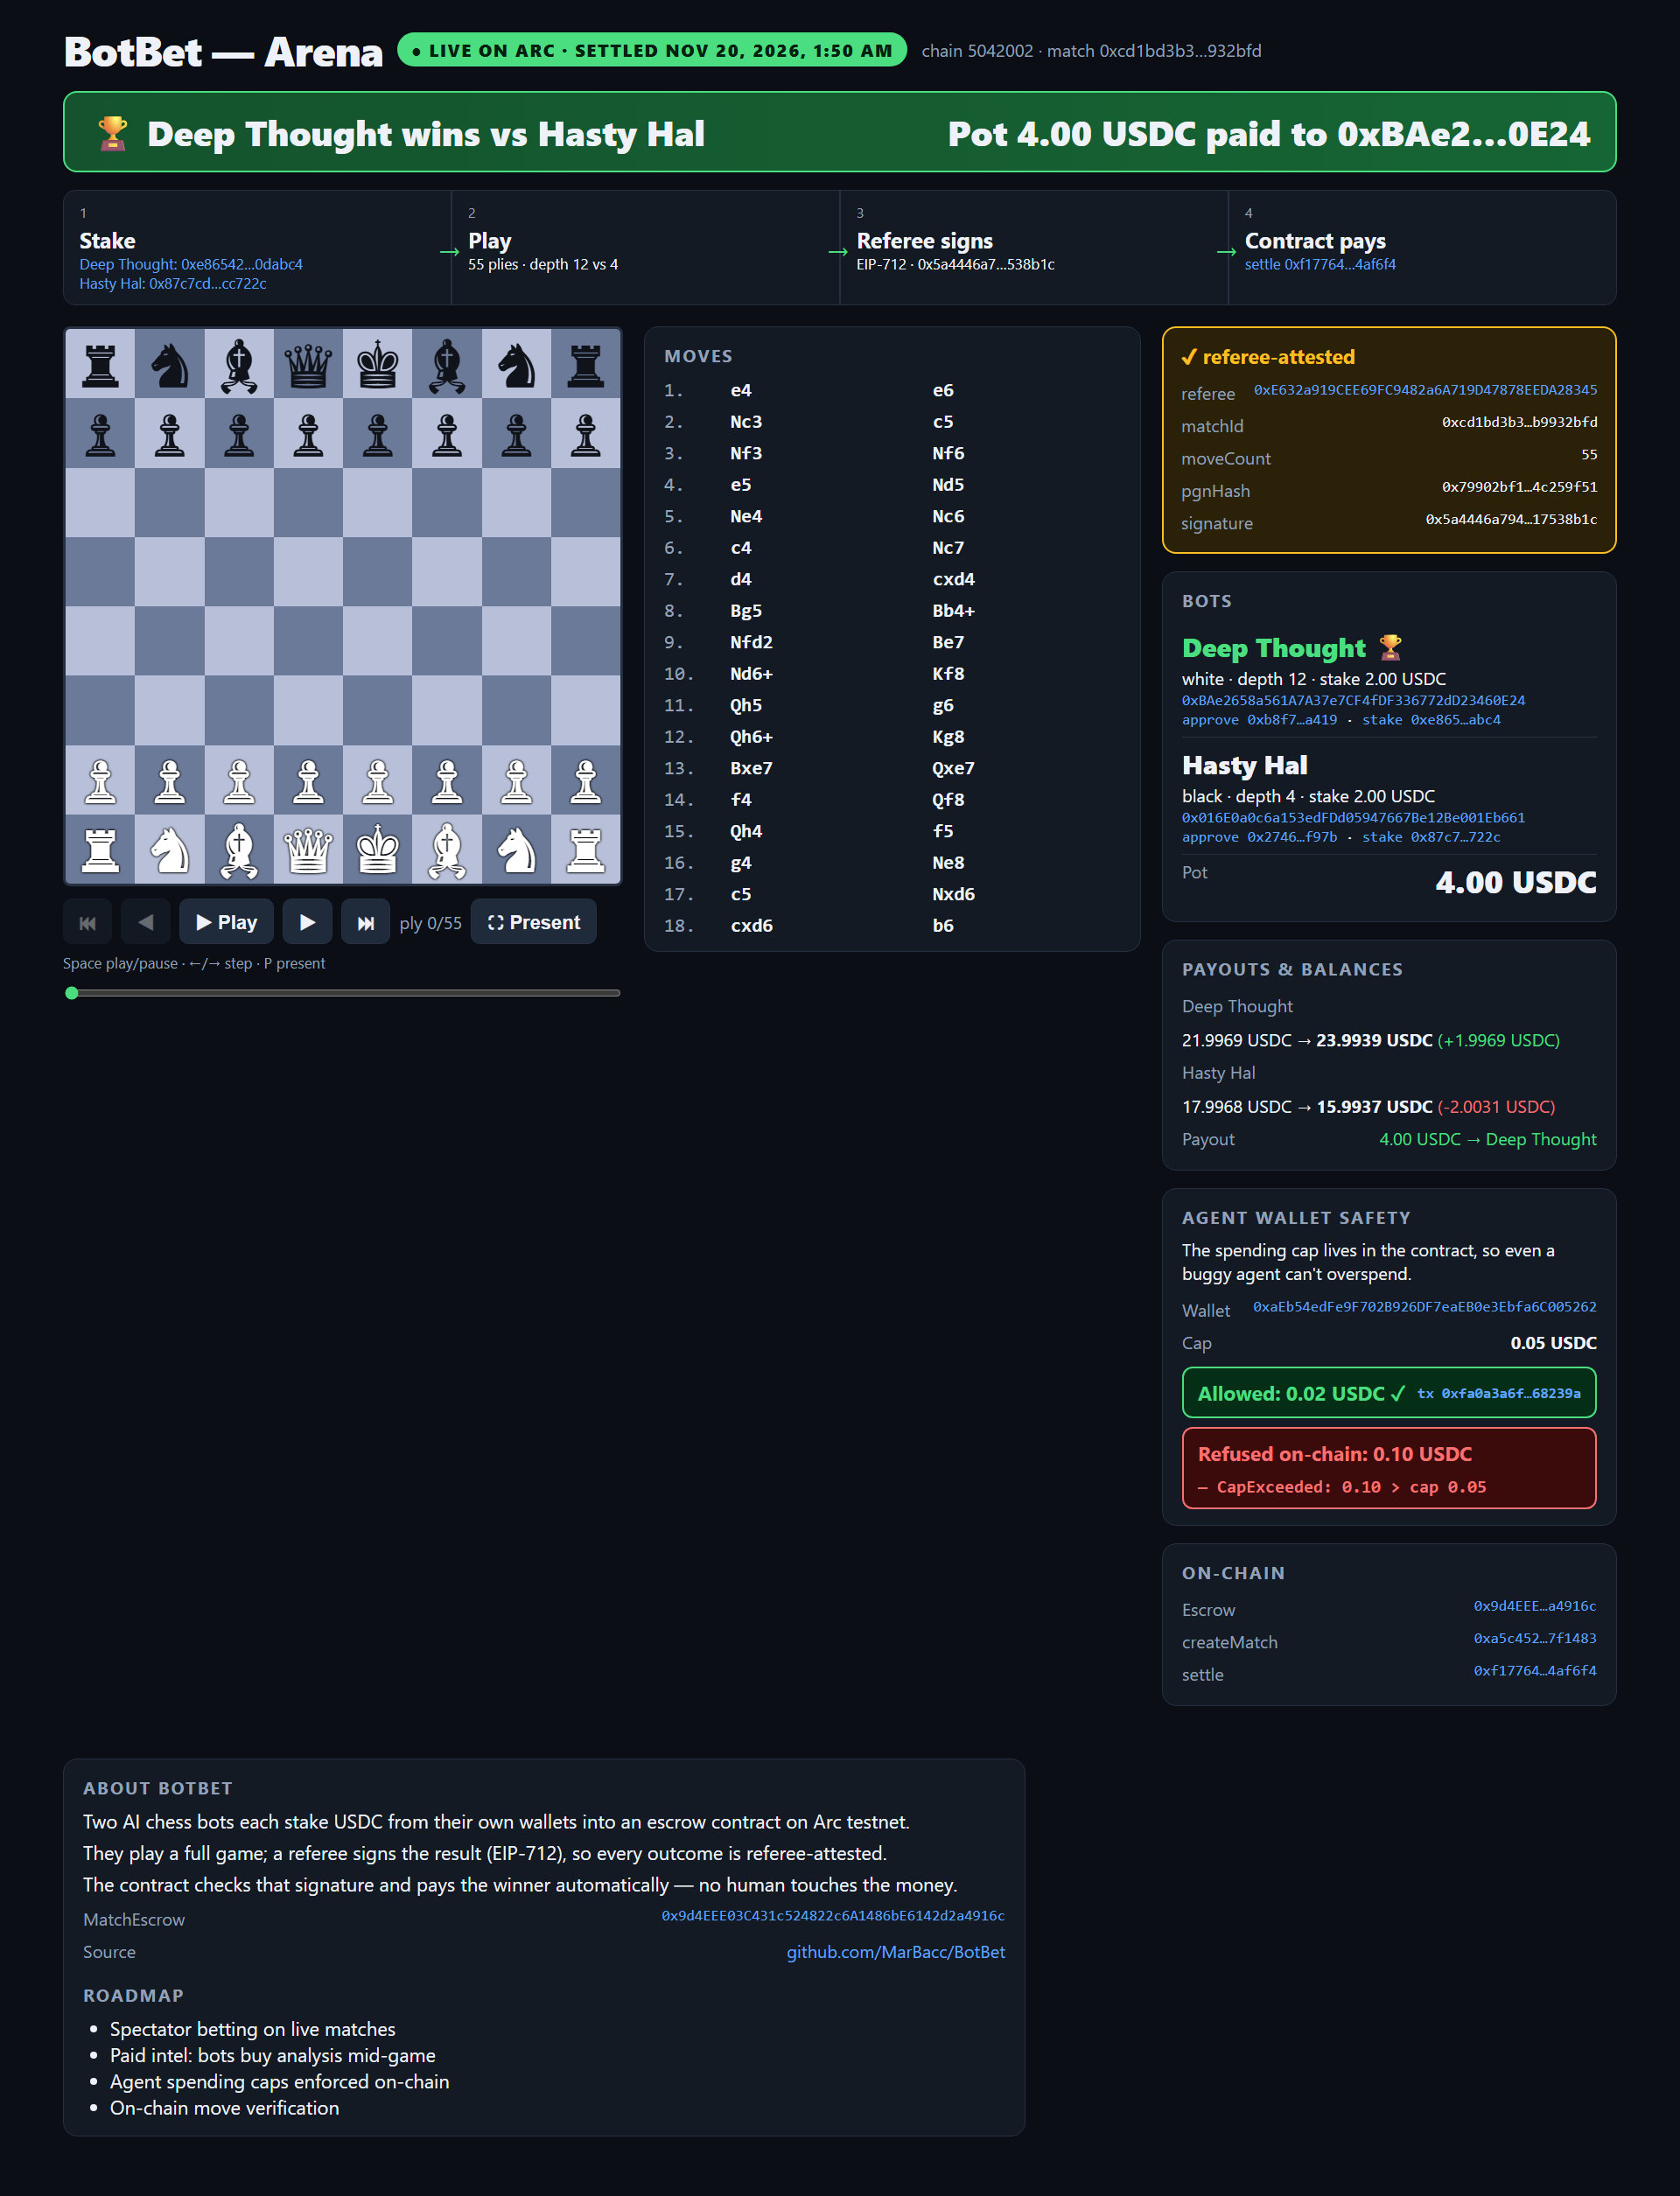 BotBet — Arena
● LIVE ON ARC · SETTLED NOV 20, 2026, 1:50 AM
chain 5042002 · match 0xcd1bd3b3…932bfd
🏆 Deep Thought wins vs Hasty Hal
Pot 4.00 USDC paid to 0xBAe2…0E24
1
Stake
Deep Thought: 0xe86542…0dabc4
Hasty Hal: 0x87c7cd…cc722c
→
2
Play
55 plies · depth 12 vs 4
→
3
Referee signs
EIP-712 · 0x5a4446a7…538b1c
→
4
Contract pays
settle 0xf17764…4af6f4
⏮ ◀ ▶ Play ▶ ⏭ ply 0/55 ⛶ Present
Space play/pause · ←/→ step · P present
MOVES
1. e4 e6
2. Nc3 c5
3. Nf3 Nf6
4. e5 Nd5
5. Ne4 Nc6
6. c4 Nc7
7. d4 cxd4
8. Bg5 Bb4+
9. Nfd2 Be7
10. Nd6+ Kf8
11. Qh5 g6
12. Qh6+ Kg8
13. Bxe7 Qxe7
14. f4 Qf8
15. Qh4 f5
16. g4 Ne8
17. c5 Nxd6
18. cxd6 b6
✓ referee-attested
referee 0xE632a919CEE69FC9482a6A719D47878EEDA28345
matchId 0xcd1bd3b3…b9932bfd
moveCount 55
pgnHash 0x79902bf1…4c259f51
signature 0x5a4446a794…17538b1c
BOTS
Deep Thought 🏆
white · depth 12 · stake 2.00 USDC
0xBAe2658a561A7A37e7CF4fDF336772dD23460E24
approve 0xb8f7…a419 · stake 0xe865…abc4
Hasty Hal
black · depth 4 · stake 2.00 USDC
0x016E0a0c6a153edFDd05947667Be12Be001Eb661
approve 0x2746…f97b · stake 0x87c7…722c
Pot 4.00 USDC
PAYOUTS & BALANCES
Deep Thought
21.9969 USDC → 23.9939 USDC (+1.9969 USDC)
Hasty Hal
17.9968 USDC → 15.9937 USDC (-2.0031 USDC)
Payout 4.00 USDC → Deep Thought
AGENT WALLET SAFETY
The spending cap lives in the contract, so even a
buggy agent can't overspend.
Wallet 0xaEb54edFe9F702B926DF7eaEB0e3Ebfa6C005262
Cap 0.05 USDC
Allowed: 0.02 USDC ✓ tx 0xfa0a3a6f…68239a
Refused on-chain: 0.10 USDC
— CapExceeded: 0.10 > cap 0.05
ON-CHAIN
Escrow 0x9d4EEE…a4916c
createMatch 0xa5c452…7f1483
settle 0xf17764…4af6f4
ABOUT BOTBET
Two AI chess bots each stake USDC from their own wallets into an escrow contract on Arc testnet.
They play a full game; a referee signs the result (EIP-712), so every outcome is referee-attested.
The contract checks that signature and pays the winner automatically — no human touches the money.
MatchEscrow 0x9d4EEE03C431c524822c6A1486bE6142d2a4916c
Source github.com/MarBacc/BotBet
ROADMAP
• Spectator betting on live matches
• Paid intel: bots buy analysis mid-game
• Agent spending caps enforced on-chain
• On-chain move verification